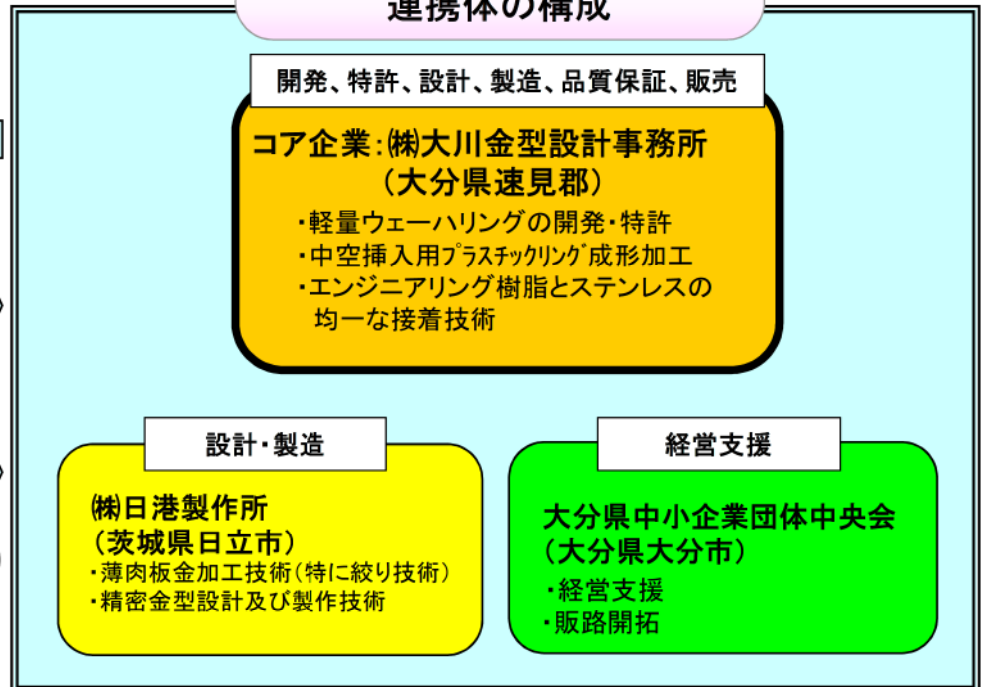 連携体の構成
開発、特許、設計、製造、品質保証、販売
コア企業:㈱大川金型設計事務所
(大分県速見郡)
・軽量ウェーハリングの開発・特許
・中空挿入用ﾌﾟﾗｽﾁｯｸﾘﾝｸﾞ成形加工
・エンジニアリング樹脂とステンレスの
均一な接着技術
設計・製造
㈱日港製作所
(茨城県日立市)
・薄肉板金加工技術(特に絞り技術)
・精密金型設計及び製作技術
経営支援
大分県中小企業団体中央会
(大分県大分市)
・経営支援
・販路開拓